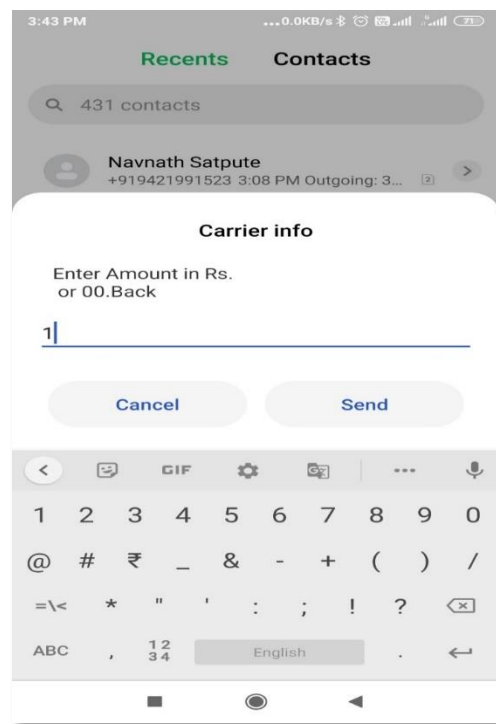 3:43 PM ...0.0KB/s 71
Recents Contacts
431 contacts
Navnath Satpute
+919421991523 3:08 PM Outgoing: 3... 2 >
Carrier info
Enter Amount in Rs.
or 00.Back
1
Cancel Send
< GIF ...
1 2 3 4 5 6 7 8 9 0
@ # ₹ _ & - + ( ) /
=\< * " ' : ; ! ?
ABC , 12 34 English .